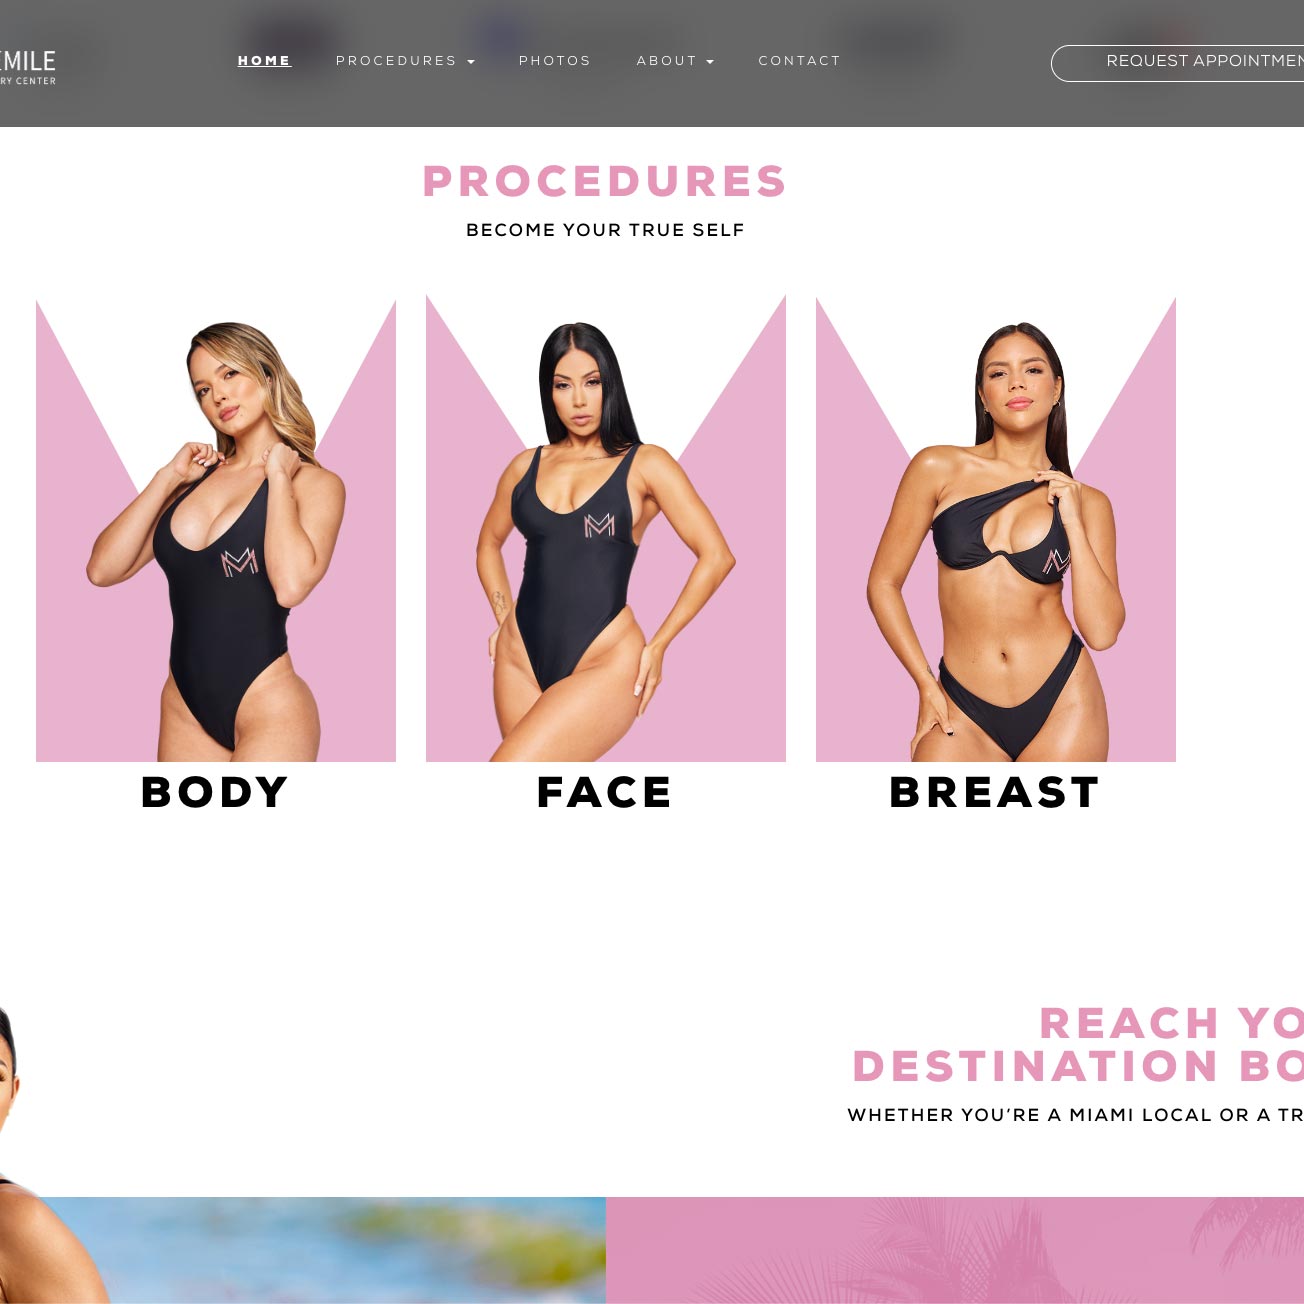 EMILE
RY CENTER
HOME
PROCEDURES
PHOTOS
ABOUT
CONTACT
REQUEST APPOINTMEN
PROCEDURES
BECOME YOUR TRUE SELF
M
M
M
BODY
FACE
BREAST
REACH YO
DESTINATION BO
WHETHER YOU’RE A MIAMI LOCAL OR A TR